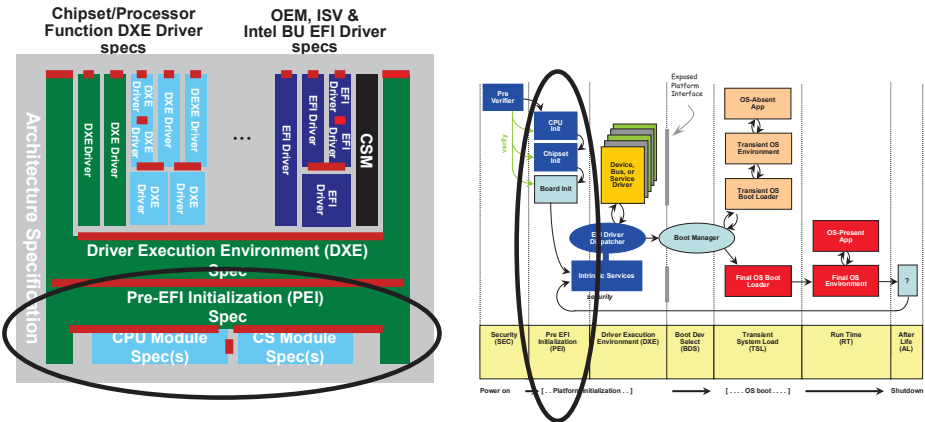 Chipset/Processor
Function DXE Driver
specs
OEM, ISV &
Intel BU EFI Driver
specs
Architecture Specification
DXEDriver
DXE Driver
DXE
Driver
DXE
Driver
DXE Driver
DEXE Driver
DXE
Driver
DXE
Driver
...
EFI Driver
EFI Driver
EFI
Driver
EFI
Driver
EFI
Driver
CSM
Driver Execution Environment (DXE)
Spec
Pre-EFI Initialization (PEI)
Spec
CPU Module
Spec(s)
CS Module
Spec(s)
Pre
Verifier
verify
CPU
Init
Chipset
Init
Board Init
Device,
Bus, or
Service
Driver
Exposed
Platform
Interface
EFI Driver
Dispatcher
Intrinsic Services
security
Boot Manager
OS-Absent
App
Transient OS
Environment
Transient OS
Boot Loader
OS-Present
App
Final OS Boot
Loader
Final OS
Environment
?
Security
(SEC)
Pre EFI
Initialization
(PEI)
Driver Execution
Environment (DXE)
Boot Dev
Select
(BDS)
Transient
System Load
(TSL)
Run Time
(RT)
After
Life
(AL)
Power on
[ . . Platform initialization . . ]
[ . . . . OS boot . . . . ]
Shutdown